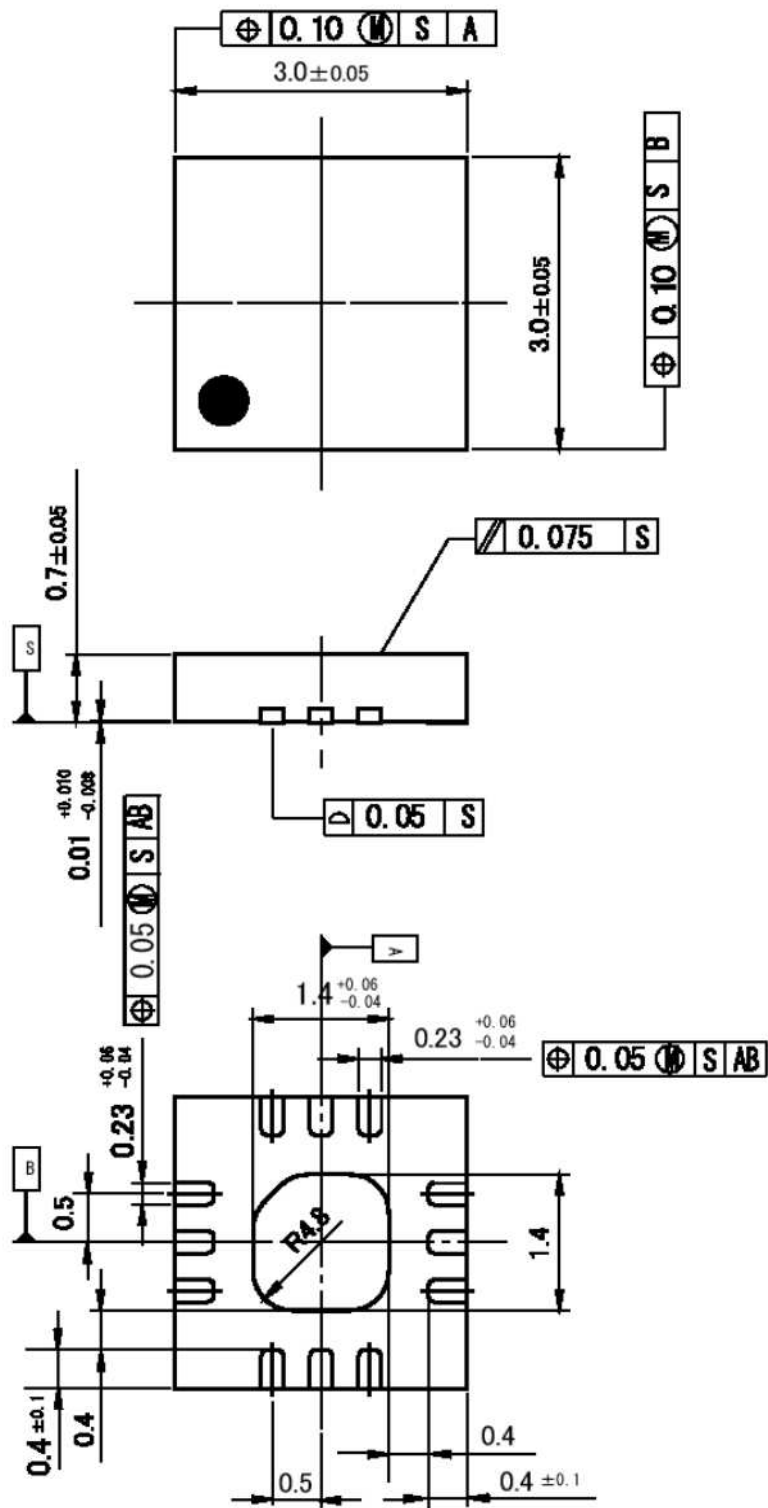 ⌖ 0.10 Ⓜ S A
3.0±0.05
3.0±0.05
⌖ 0.10 Ⓜ S B
0.7±0.05
⫽ 0.075 S
S
0.01 +0.010 -0.008
⌓ 0.05 S
⌖ 0.05 Ⓜ S AB
A
1.4 +0.06 -0.04
0.23 +0.06 -0.04
⌖ 0.05 Ⓜ S AB
0.23 +0.06 -0.04
B
0.5
R4.8
1.4
0.4 ±0.1
0.4
0.4
0.5
0.4 ±0.1